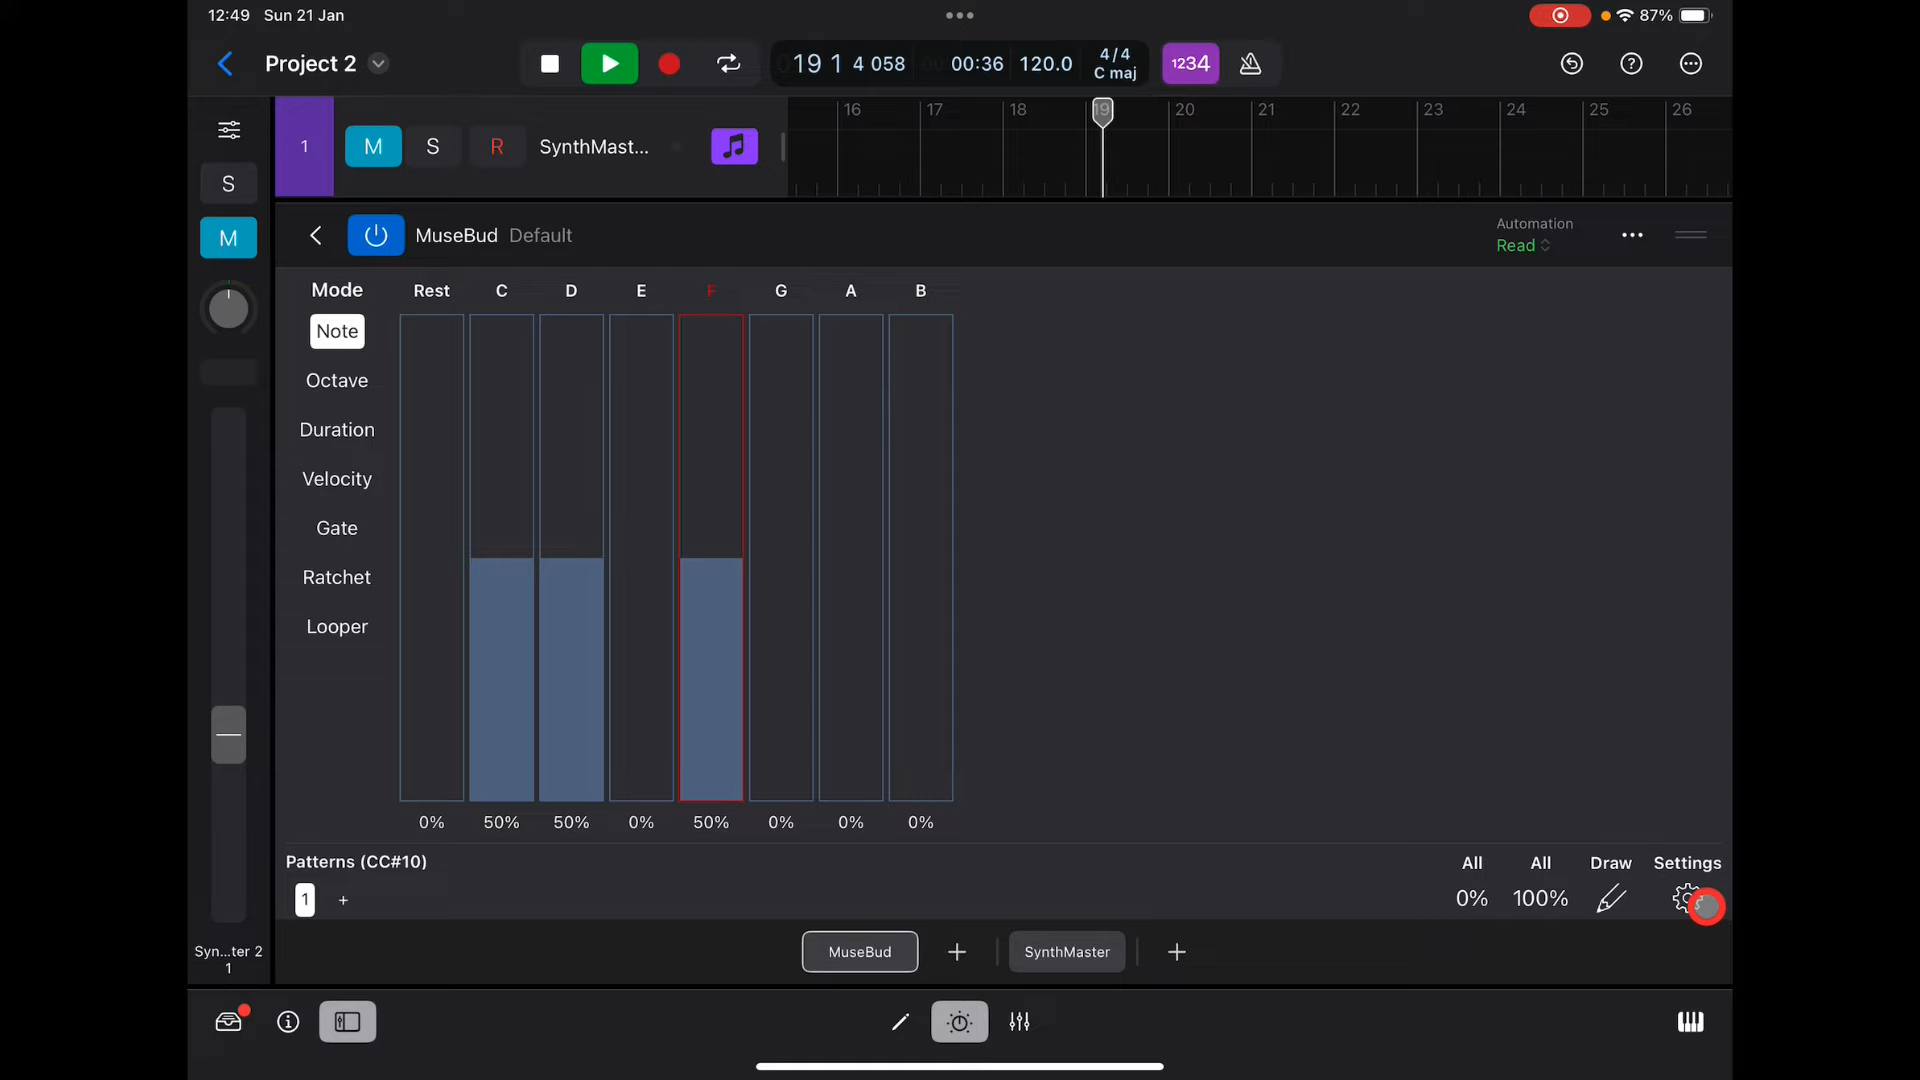 12:49 Sun 21 Jan
87%
Project 2
19 1 4 058
00:36
120.0
4/4
C maj
1234
16 17 18 19 20 21 22 23 24 25 26
1
M
S
R
SynthMast...
S
M
MuseBud Default
Automation
Read
Mode
Rest C D E F G A B
Note
Octave
Duration
Velocity
Gate
Ratchet
Looper
0% 50% 50% 0% 50% 0% 0% 0%
Patterns (CC#10)
1 +
All All Draw Settings
0% 100%
Syn...ter 2
1
MuseBud + SynthMaster +